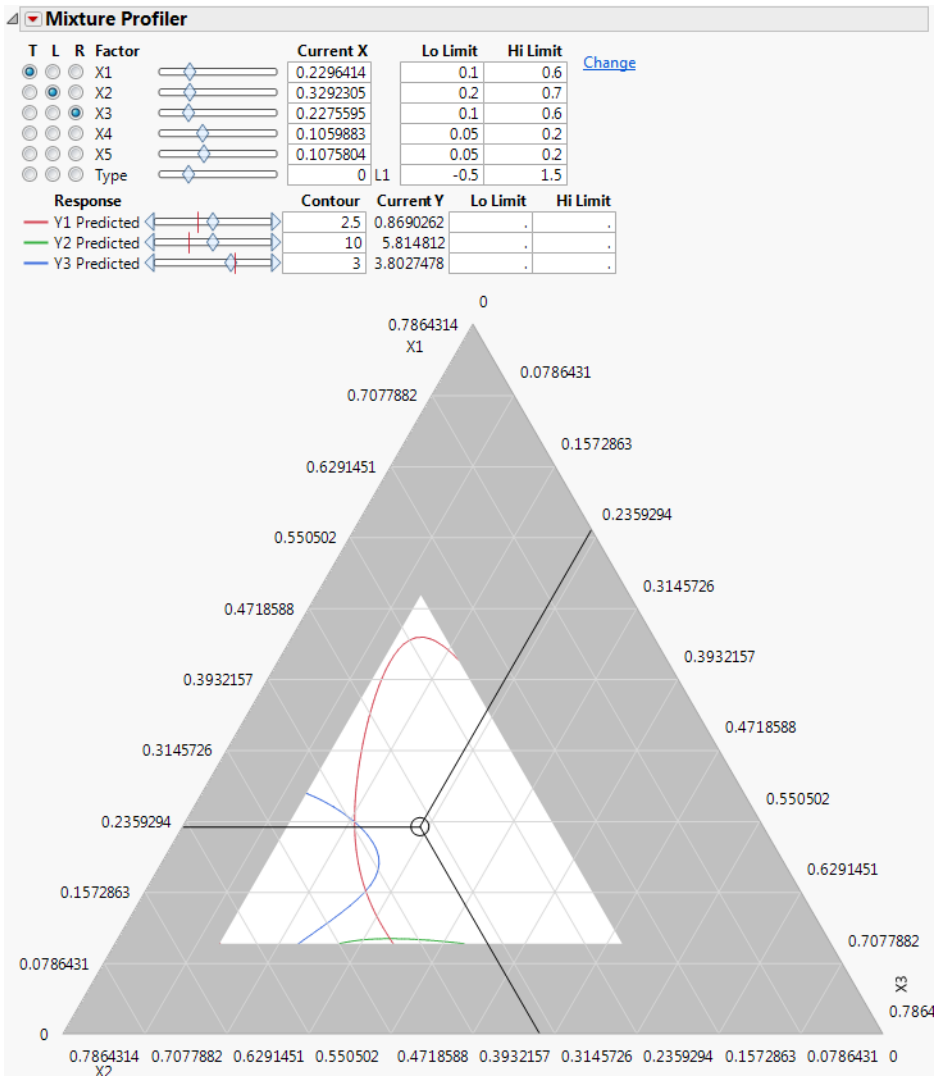 Mixture Profiler
T L R Factor Current X Lo Limit Hi Limit
X1 0.2296414 0.1 0.6 Change
X2 0.3292305 0.2 0.7
X3 0.2275595 0.1 0.6
X4 0.1059883 0.05 0.2
X5 0.1075804 0.05 0.2
Type 0 L1 -0.5 1.5
Response Contour Current Y Lo Limit Hi Limit
Y1 Predicted 2.5 0.8690262 . .
Y2 Predicted 10 5.814812 . .
Y3 Predicted 3 3.8027478 . .
0
0.7864314
X1
0.0786431
0.7077882
0.1572863
0.6291451
0.2359294
0.550502
0.3145726
0.4718588
0.3932157
0.3932157
0.4718588
0.3145726
0.550502
0.2359294
0.6291451
0.1572863
0.7077882
0.0786431
X3
0.7864
0
0.7864314 0.7077882 0.6291451 0.550502 0.4718588 0.3932157 0.3145726 0.2359294 0.1572863 0.0786431 0
X2